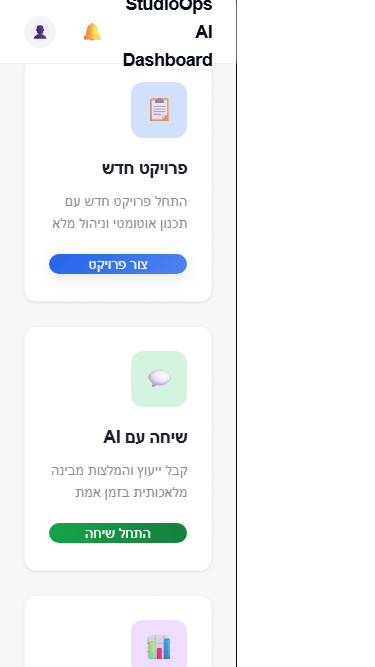 StudioOps
AI
Dashboard
פרויקט חדש
התחל פרויקט חדש עם
תכנון אוטומטי וניהול מלא
צור פרויקט
שיחה עם AI
קבל ייעוץ והמלצות מבינה
מלאכותית בזמן אמת
התחל שיחה